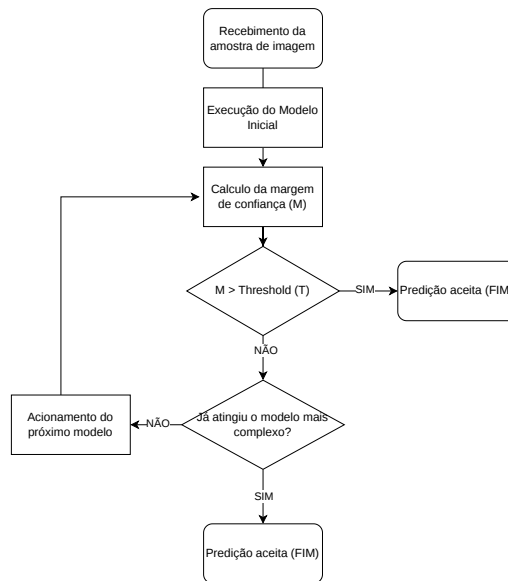 Recebimento da
amostra de imagem
Execução do Modelo
Inicial
Calculo da margem
de confiança (M)
M > Threshold (T)
SIM
Predição aceita (FIM
NÃO
Já atingiu o modelo mais
complexo?
NÃO
Acionamento do
próximo modelo
SIM
Predição aceita (FIM)